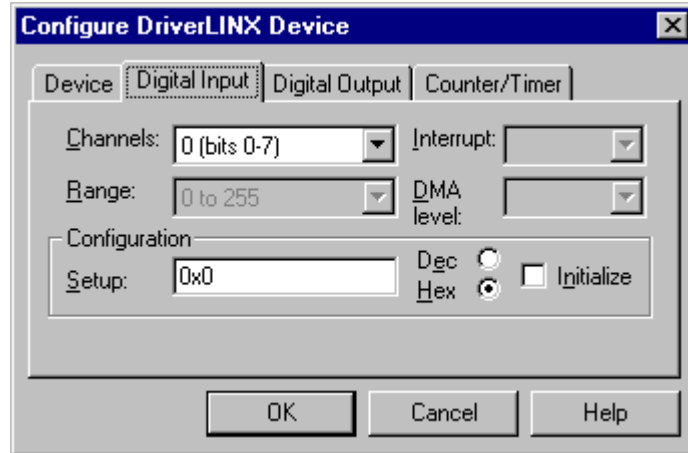 Configure DriverLINX Device
Device Digital Input Digital Output Counter/Timer
Channels: 0 (bits 0-7) Interrupt:
Range: 0 to 255 DMA level:
Configuration
Setup: 0x0 Dec Hex Initialize
OK Cancel Help